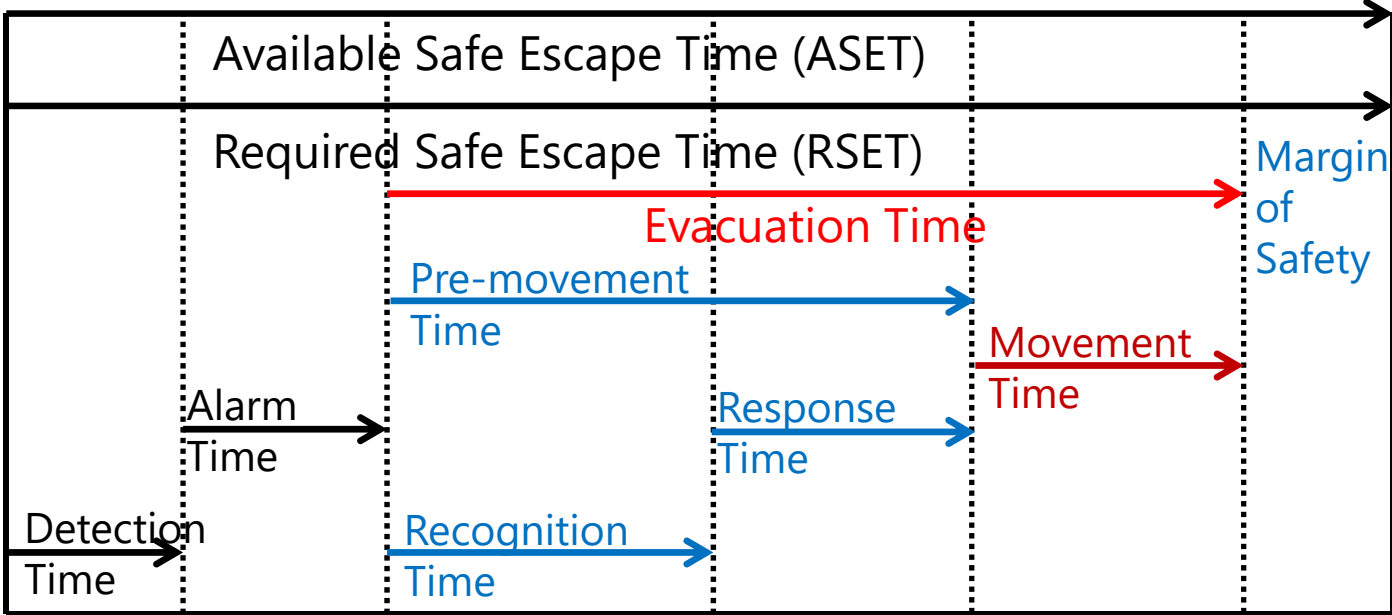 Available Safe Escape Time (ASET)
Required Safe Escape Time (RSET)
Margin
of
Safety
Evacuation Time
Pre-movement
Time
Movement
Time
Alarm
Time
Response
Time
Detection
Time
Recognition
Time